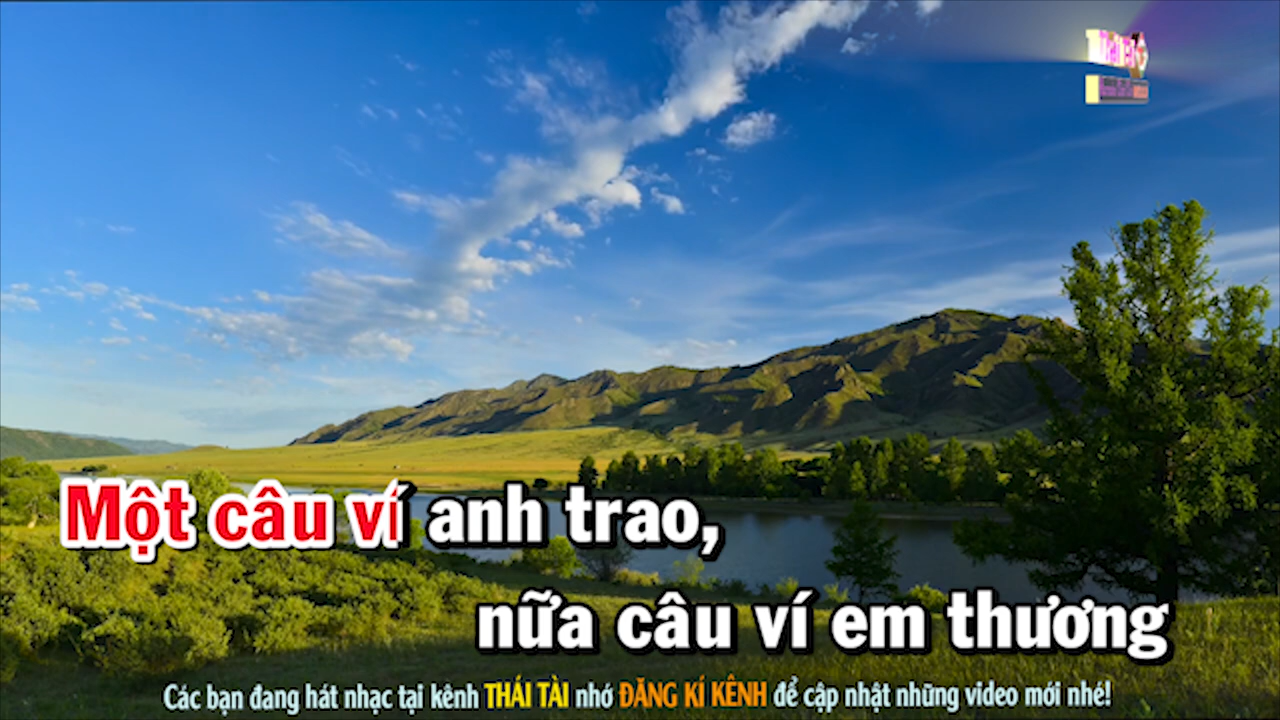 Một câu ví anh trao,
nữa câu ví em thương
Các bạn đang hát nhạc tại kênh THÁI TÀI nhớ ĐĂNG KÍ KÊNH để cập nhật những video mới nhé!